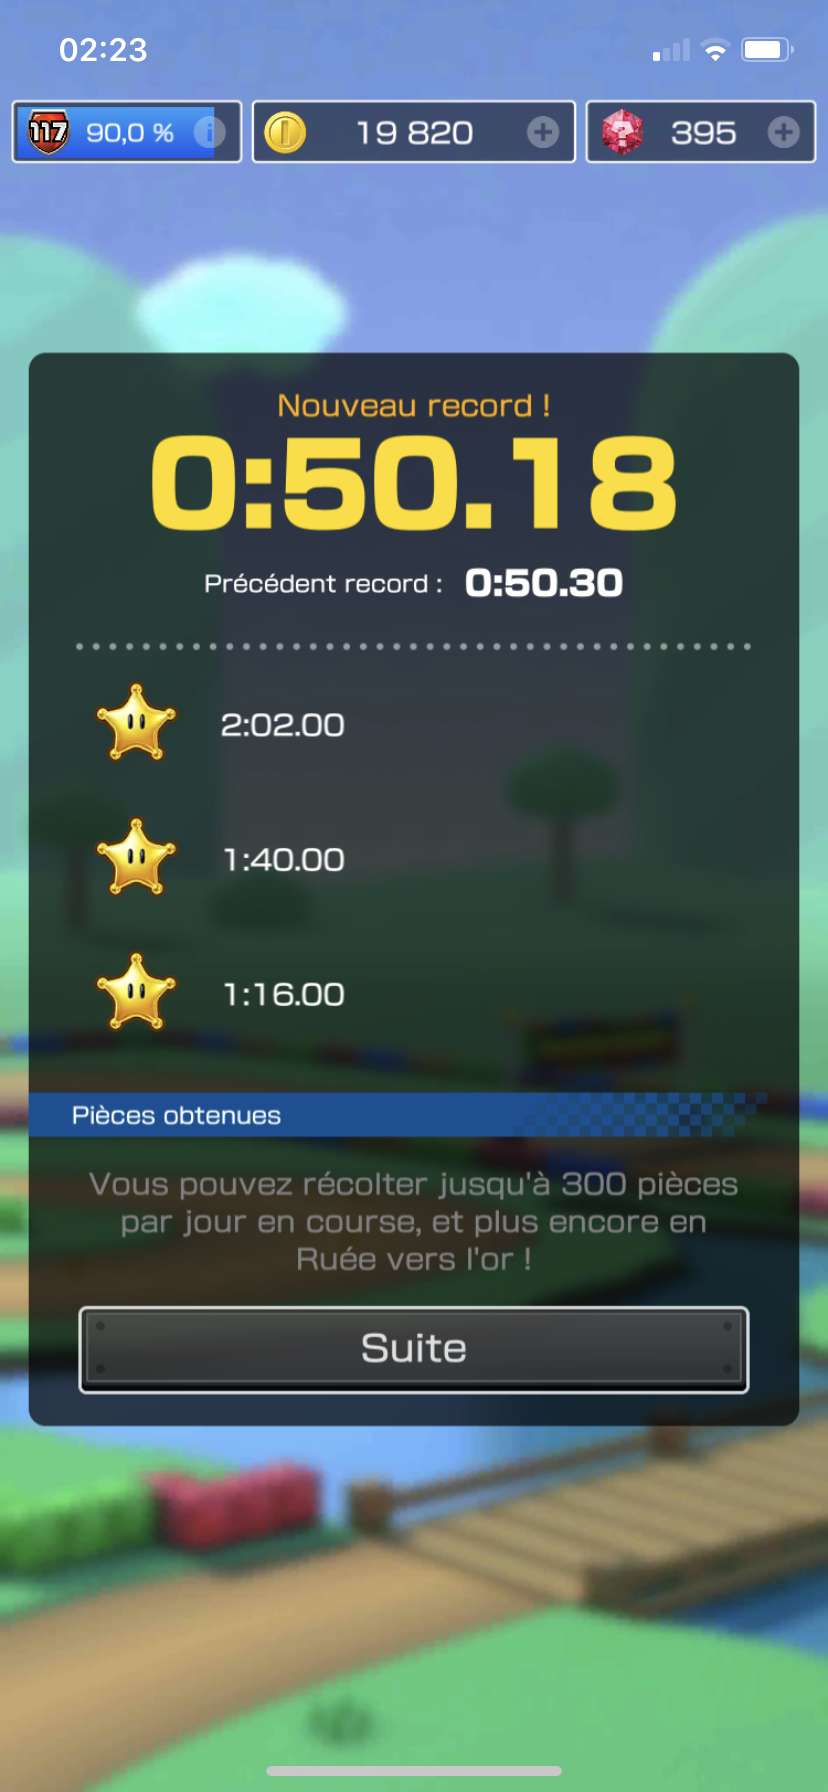 02:23
117 90,0 % i 19 820 + ? 395 +
Nouveau record !
0:50.18
Précédent record : 0:50.30
2:02.00
1:40.00
1:16.00
Pièces obtenues
Vous pouvez récolter jusqu'à 300 pièces
par jour en course, et plus encore en
Ruée vers l'or !
Suite